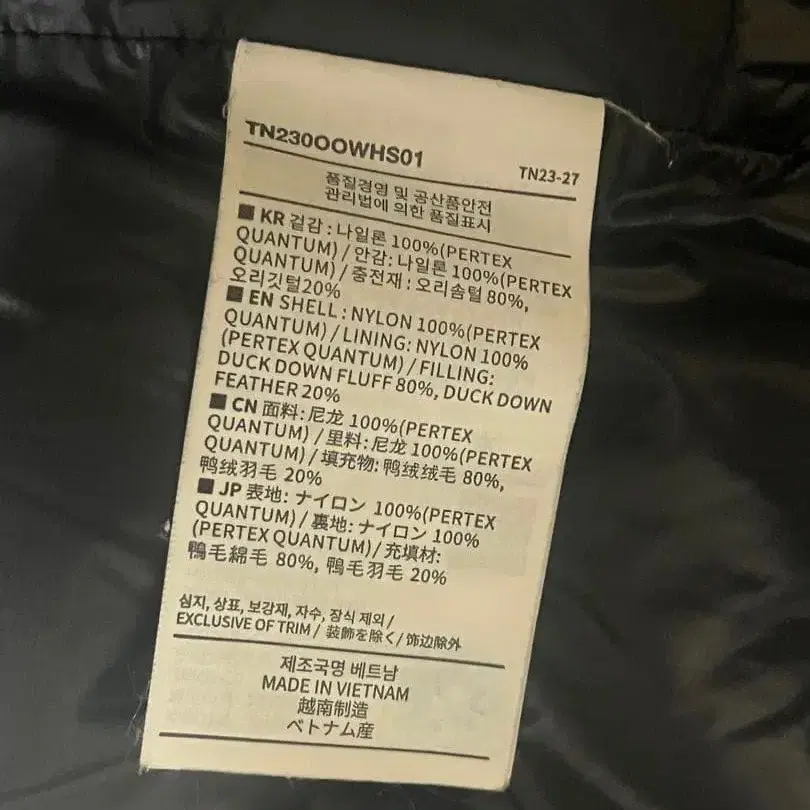 TN230OOWHS01
TN23-27
품질경영 및 공산품안전
관리법에 의한 품질표시
■ KR 겉감 : 나일론 100%(PERTEX
QUANTUM) / 안감 : 나일론 100%(PERTEX
QUANTUM) / 충전재 : 오리솜털 80%,
오리깃털20%
■ EN SHELL : NYLON 100%(PERTEX
QUANTUM) / LINING: NYLON 100%
(PERTEX QUANTUM) / FILLING:
DUCK DOWN FLUFF 80%, DUCK DOWN
FEATHER 20%
■ CN 面料: 尼龙 100%(PERTEX
QUANTUM) / 里料: 尼龙 100%(PERTEX
QUANTUM) / 填充物: 鸭绒绒毛 80%,
鸭绒羽毛 20%
■ JP 表地: ナイロン 100%(PERTEX
QUANTUM) / 裏地: ナイロン 100%
(PERTEX QUANTUM) / 充填材:
鴨毛綿毛 80%, 鴨毛羽毛 20%
심지, 상표, 보강재, 자수, 장식 제외 /
EXCLUSIVE OF TRIM / 装飾を除く / 饰边除外
제조국명 베트남
MADE IN VIETNAM
越南制造
ベトナム産